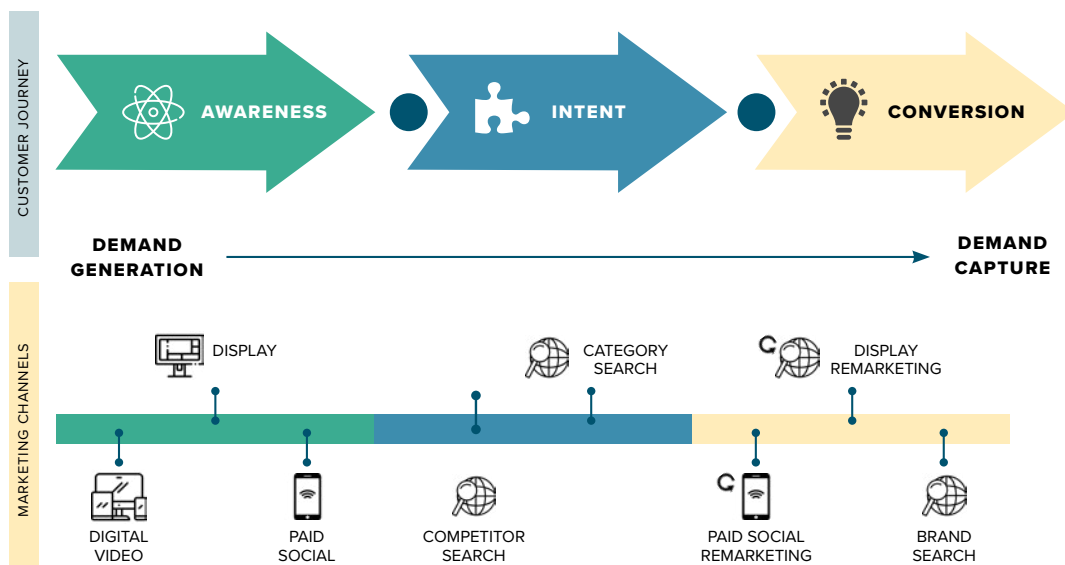 CUSTOMER JOURNEY
AWARENESS
INTENT
CONVERSION
DEMAND
GENERATION
DEMAND
CAPTURE
MARKETING CHANNELS
DISPLAY
CATEGORY
SEARCH
DISPLAY
REMARKETING
DIGITAL
VIDEO
PAID
SOCIAL
COMPETITOR
SEARCH
PAID SOCIAL
REMARKETING
BRAND
SEARCH